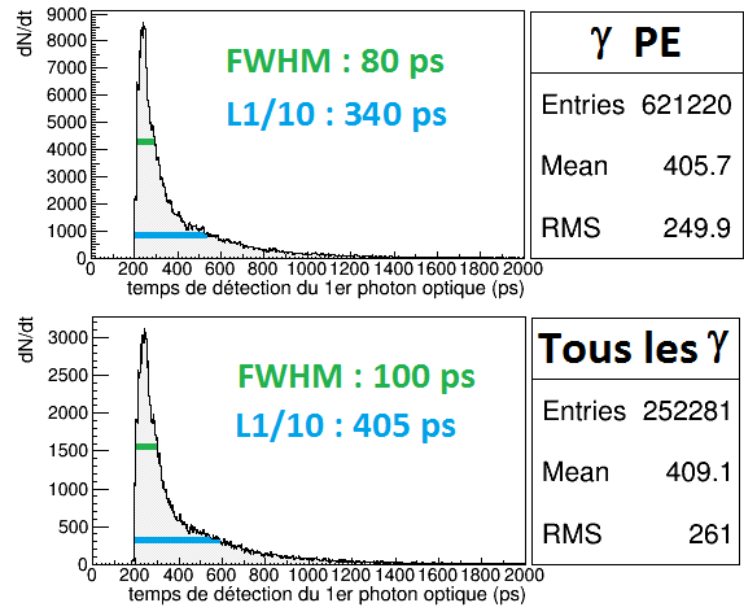 dN/dt
9000
8000
7000
6000
5000
4000
3000
2000
1000
0
0 200 400 600 800 1000 1200 1400 1600 1800 2000
temps de détection du 1er photon optique (ps)
FWHM : 80 ps
L1/10 : 340 ps
γ PE
Entries 621220
Mean 405.7
RMS 249.9
dN/dt
3000
2500
2000
1500
1000
500
0
0 200 400 600 800 1000 1200 1400 1600 1800 2000
temps de détection du 1er photon optique (ps)
FWHM : 100 ps
L1/10 : 405 ps
Tous les γ
Entries 252281
Mean 409.1
RMS 261